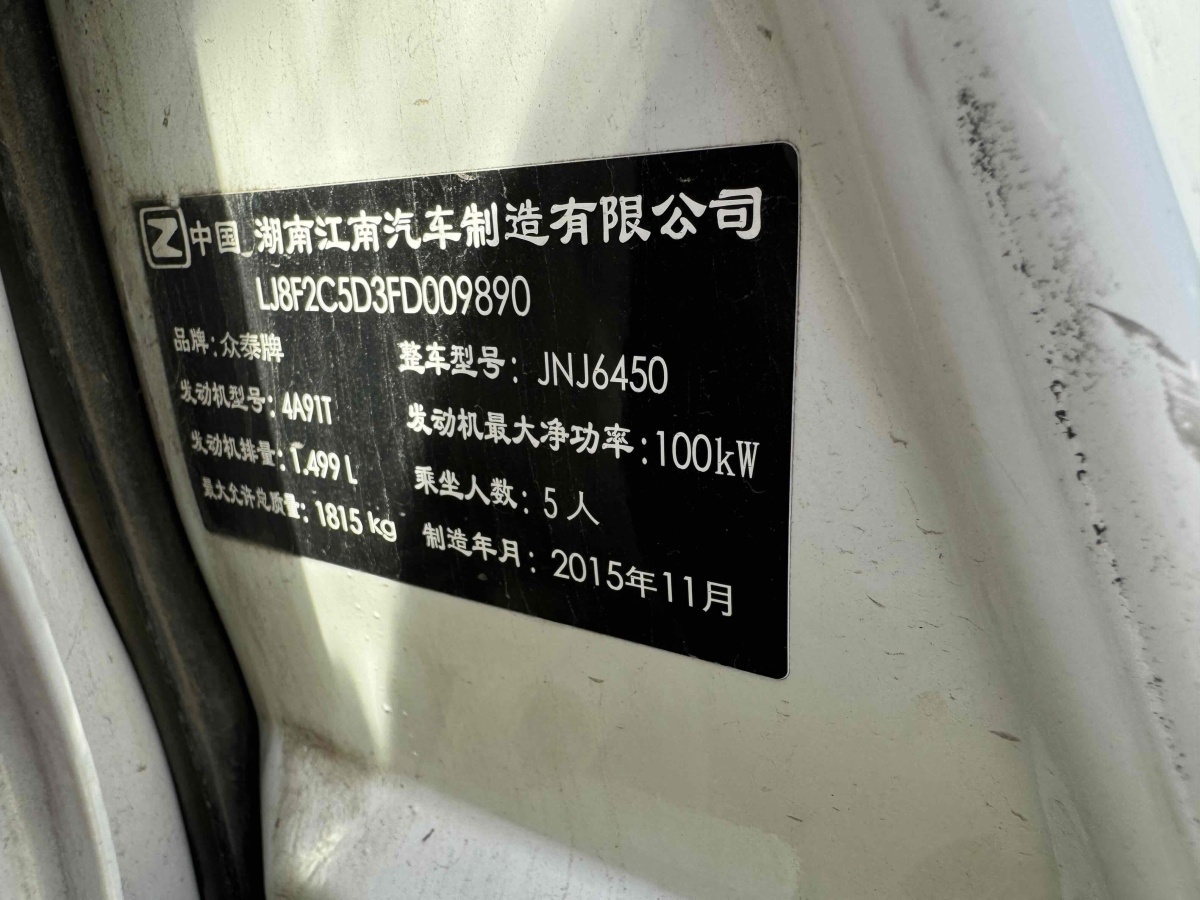 Z 中国 湖南江南汽车制造有限公司
LJ8F2C5D3FD009890
品牌:众泰牌 整车型号: JNJ6450
发动机型号: 4A91T 发动机最大净功率:100kW
发动机排量: 1.499 L 乘坐人数: 5 人
最大允许总质量: 1815 kg 制造年月: 2015年11月